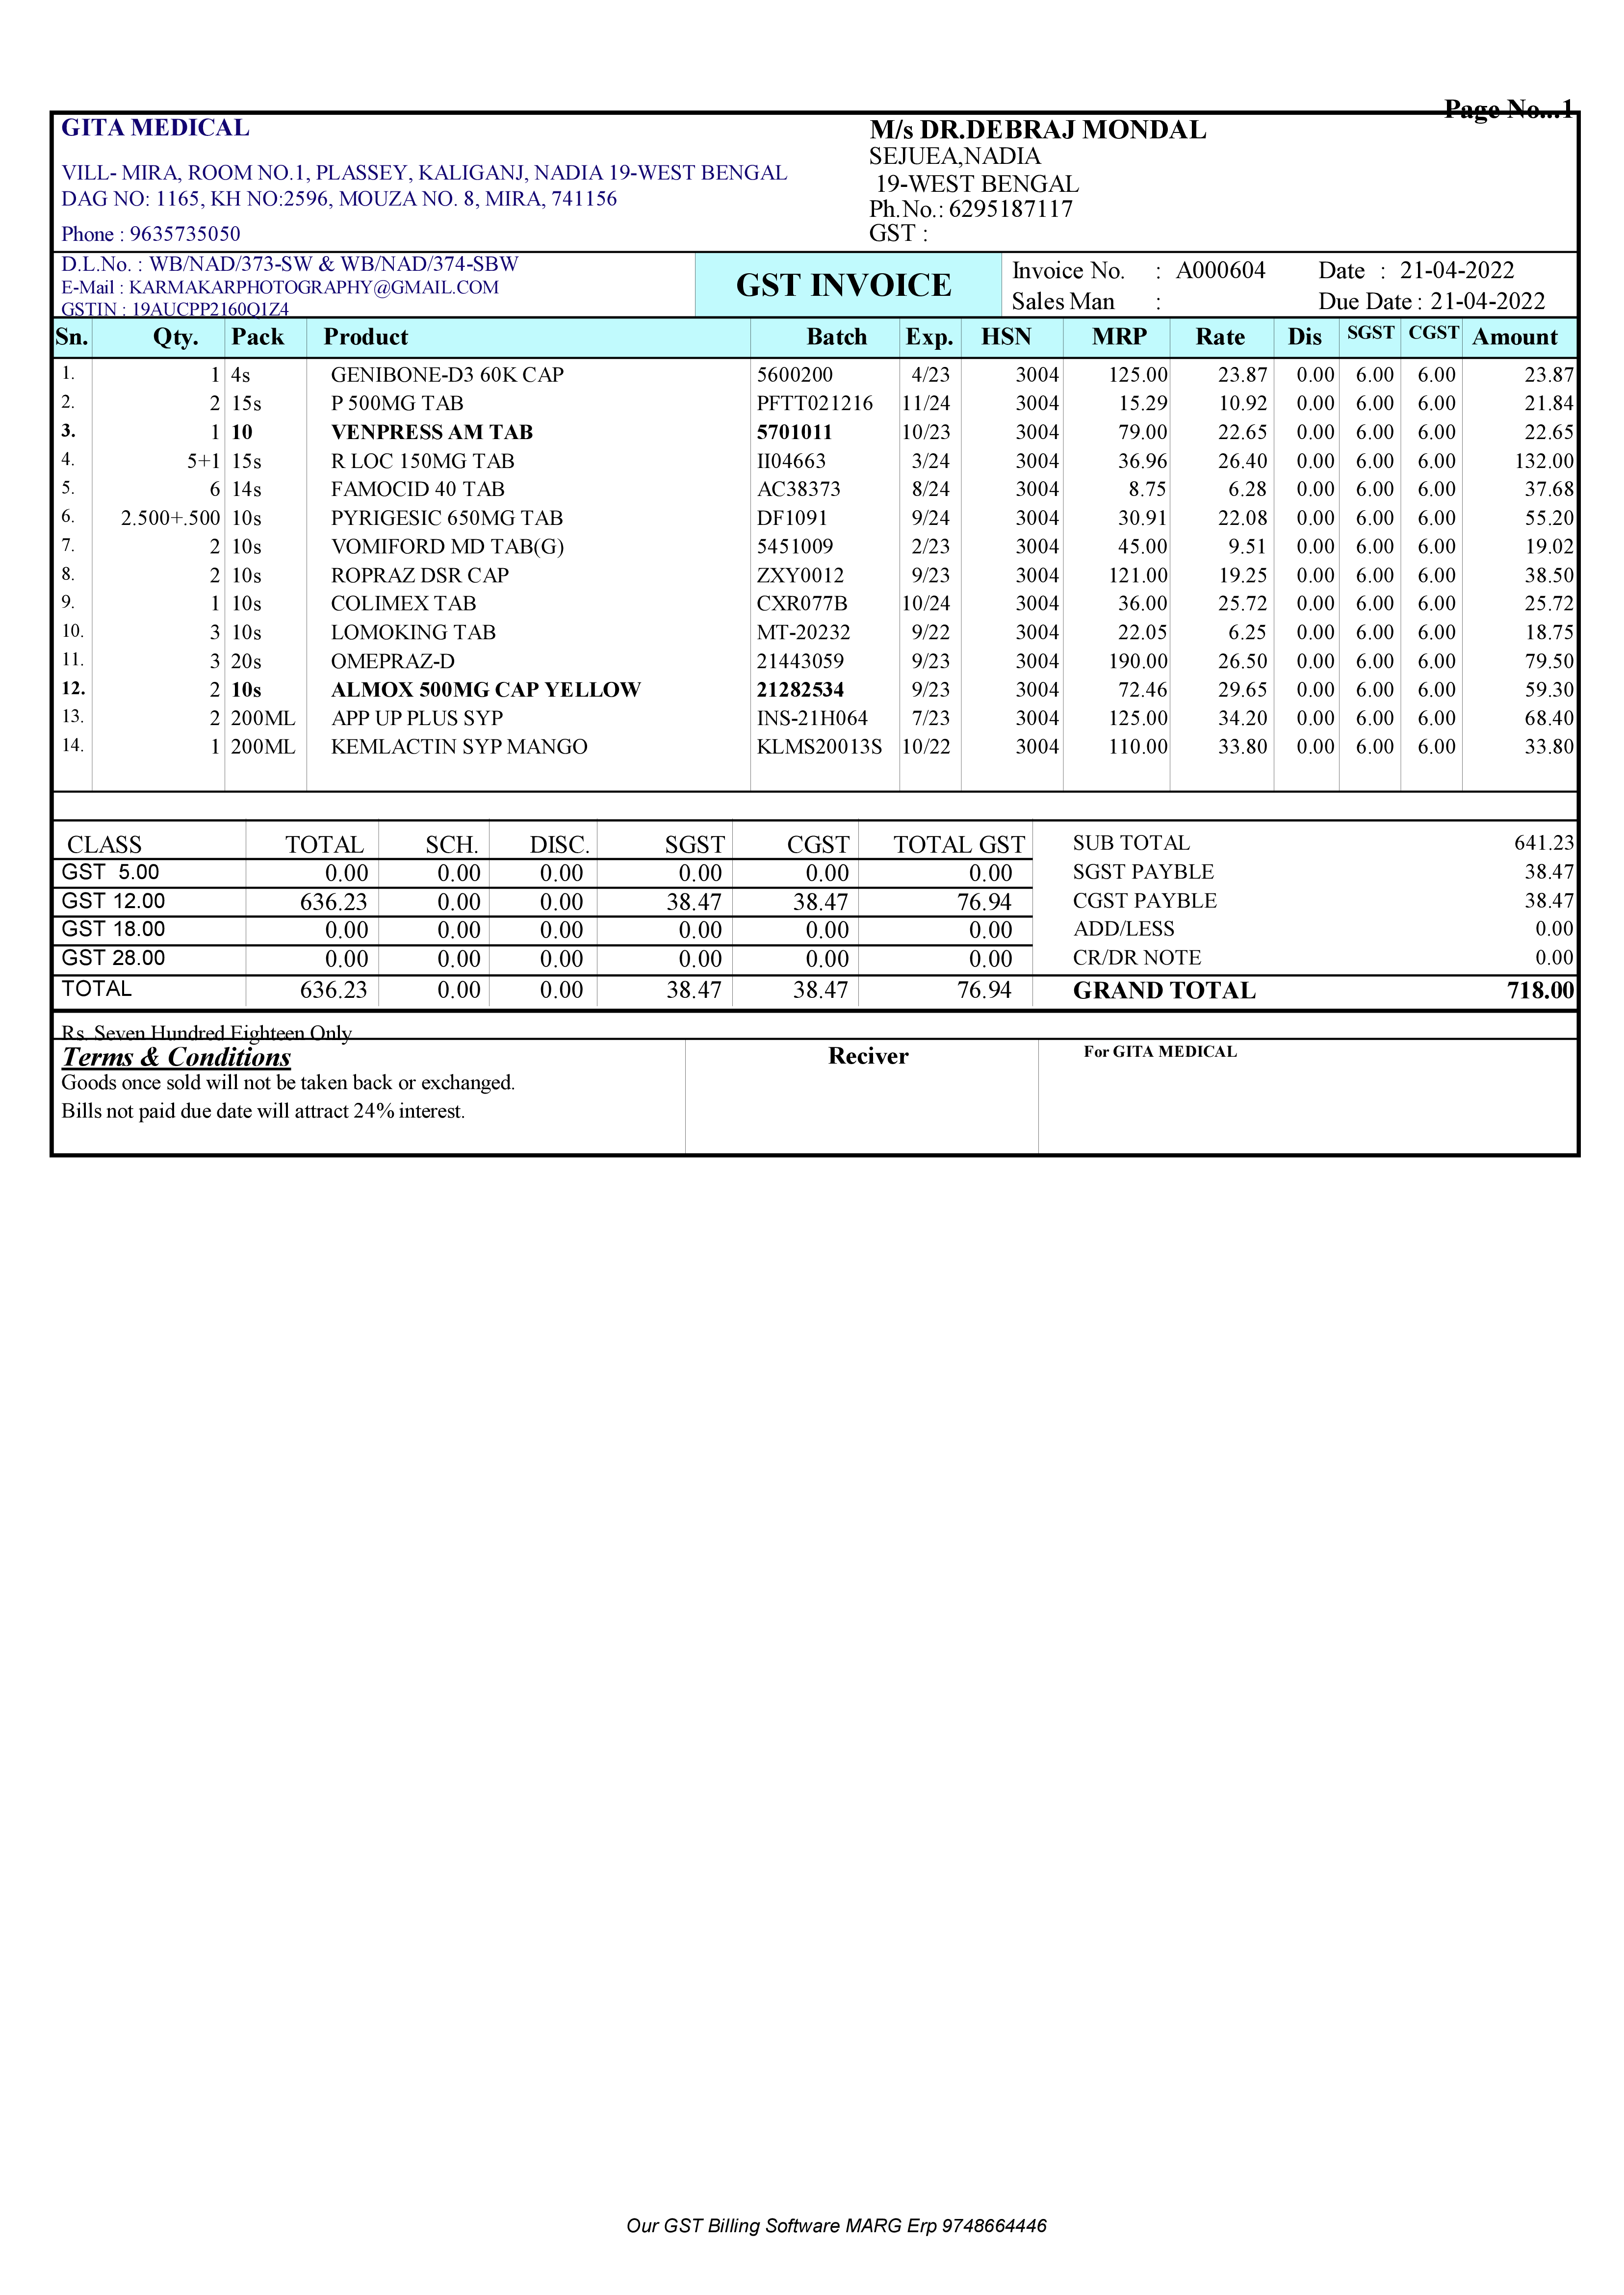 Page No...1
GITA MEDICAL
VILL- MIRA, ROOM NO.1, PLASSEY, KALIGANJ, NADIA 19-WEST BENGAL
DAG NO: 1165, KH NO:2596, MOUZA NO. 8, MIRA, 741156
Phone : 9635735050
M/s DR.DEBRAJ MONDAL
SEJUEA,NADIA
19-WEST BENGAL
Ph.No.: 6295187117
GST :
D.L.No. : WB/NAD/373-SW & WB/NAD/374-SBW
E-Mail : KARMAKARPHOTOGRAPHY@GMAIL.COM
GSTIN : 19AUCPP2160Q1Z4
GST INVOICE
Invoice No. : A000604 Date : 21-04-2022
Sales Man : Due Date : 21-04-2022
Sn. Qty. Pack Product Batch Exp. HSN MRP Rate Dis SGST CGST Amount
1. 1 4s GENIBONE-D3 60K CAP 5600200 4/23 3004 125.00 23.87 0.00 6.00 6.00 23.87
2. 2 15s P 500MG TAB PFTT021216 11/24 3004 15.29 10.92 0.00 6.00 6.00 21.84
3. 1 10 VENPRESS AM TAB 5701011 10/23 3004 79.00 22.65 0.00 6.00 6.00 22.65
4. 5+1 15s R LOC 150MG TAB II04663 3/24 3004 36.96 26.40 0.00 6.00 6.00 132.00
5. 6 14s FAMOCID 40 TAB AC38373 8/24 3004 8.75 6.28 0.00 6.00 6.00 37.68
6. 2.500+.500 10s PYRIGESIC 650MG TAB DF1091 9/24 3004 30.91 22.08 0.00 6.00 6.00 55.20
7. 2 10s VOMIFORD MD TAB(G) 5451009 2/23 3004 45.00 9.51 0.00 6.00 6.00 19.02
8. 2 10s ROPRAZ DSR CAP ZXY0012 9/23 3004 121.00 19.25 0.00 6.00 6.00 38.50
9. 1 10s COLIMEX TAB CXR077B 10/24 3004 36.00 25.72 0.00 6.00 6.00 25.72
10. 3 10s LOMOKING TAB MT-20232 9/22 3004 22.05 6.25 0.00 6.00 6.00 18.75
11. 3 20s OMEPRAZ-D 21443059 9/23 3004 190.00 26.50 0.00 6.00 6.00 79.50
12. 2 10s ALMOX 500MG CAP YELLOW 21282534 9/23 3004 72.46 29.65 0.00 6.00 6.00 59.30
13. 2 200ML APP UP PLUS SYP INS-21H064 7/23 3004 125.00 34.20 0.00 6.00 6.00 68.40
14. 1 200ML KEMLACTIN SYP MANGO KLMS20013S 10/22 3004 110.00 33.80 0.00 6.00 6.00 33.80
CLASS TOTAL SCH. DISC. SGST CGST TOTAL GST SUB TOTAL 641.23
GST 5.00 0.00 0.00 0.00 0.00 0.00 0.00 SGST PAYBLE 38.47
GST 12.00 636.23 0.00 0.00 38.47 38.47 76.94 CGST PAYBLE 38.47
GST 18.00 0.00 0.00 0.00 0.00 0.00 0.00 ADD/LESS 0.00
GST 28.00 0.00 0.00 0.00 0.00 0.00 0.00 CR/DR NOTE 0.00
TOTAL 636.23 0.00 0.00 38.47 38.47 76.94 GRAND TOTAL 718.00
Rs. Seven Hundred Eighteen Only
Terms & Conditions
Goods once sold will not be taken back or exchanged.
Bills not paid due date will attract 24% interest.
Reciver
For GITA MEDICAL
Our GST Billing Software MARG Erp 9748664446